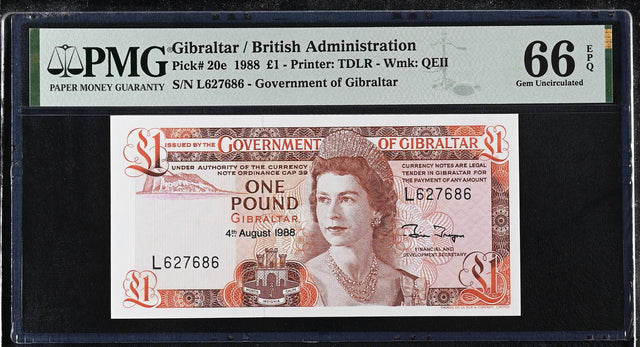 PMG
PAPER MONEY GUARANTY
Gibraltar / British Administration
Pick# 20e 1988 £1 - Printer: TDLR - Wmk: QEII
S/N L627686 - Government of Gibraltar
66 EPQ
Gem Uncirculated
£1
ISSUED BY THE GOVERNMENT OF GIBRALTAR
£1
UNDER AUTHORITY OF THE CURRENCY
NOTE ORDINANCE CAP 39
CURRENCY NOTES ARE LEGAL
TENDER IN GIBRALTAR FOR
THE PAYMENT OF ANY AMOUNT
ONE
POUND
GIBRALTAR
4th August 1988
L627686
FINANCIAL AND
DEVELOPMENT SECRETARY
L627686
£1
£1